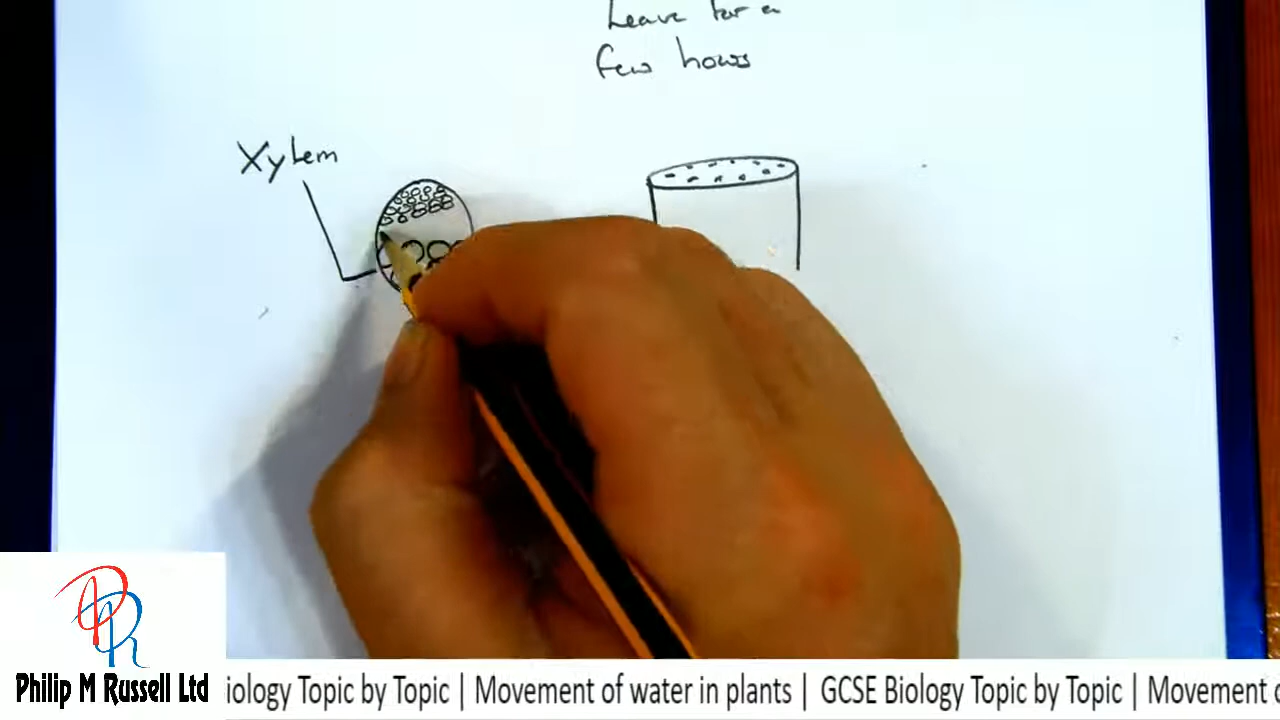 Leave for a
few hours
Xylem
Philip M Russell Ltd
iology Topic by Topic | Movement of water in plants | GCSE Biology Topic by Topic | Movement